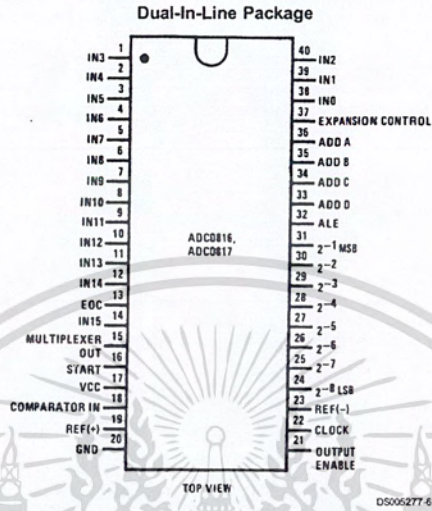 Dual-In-Line Package
IN3 1
IN4 2
IN5 3
IN6 4
IN7 5
IN8 6
IN9 7
IN10 8
IN11 9
IN12 10
IN13 11
IN14 12
EOC 13
IN15 14
MULTIPLEXER OUT 15
START 16
VCC 17
COMPARATOR IN 18
REF(+) 19
GND 20
ADC0816,
ADC0817
40 IN2
39 IN1
38 IN0
37 EXPANSION CONTROL
36 ADD A
35 ADD B
34 ADD C
33 ADD D
32 ALE
31 2-1 MSB
30 2-2
29 2-3
28 2-4
27 2-5
26 2-6
25 2-7
24 2-8 LSB
23 REF(-)
22 CLOCK
21 OUTPUT
ENABLE
TOP VIEW
DS005277-6